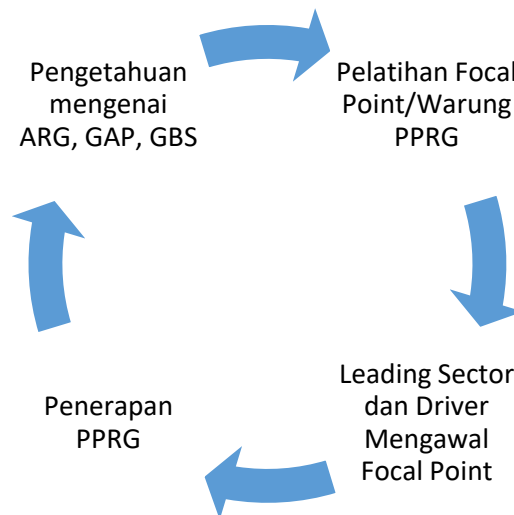 Pengetahuan
mengenai
ARG, GAP, GBS
Pelatihan Focal
Point/Warung
PPRG
Leading Sector
dan Driver
Mengawal
Focal Point
Penerapan
PPRG